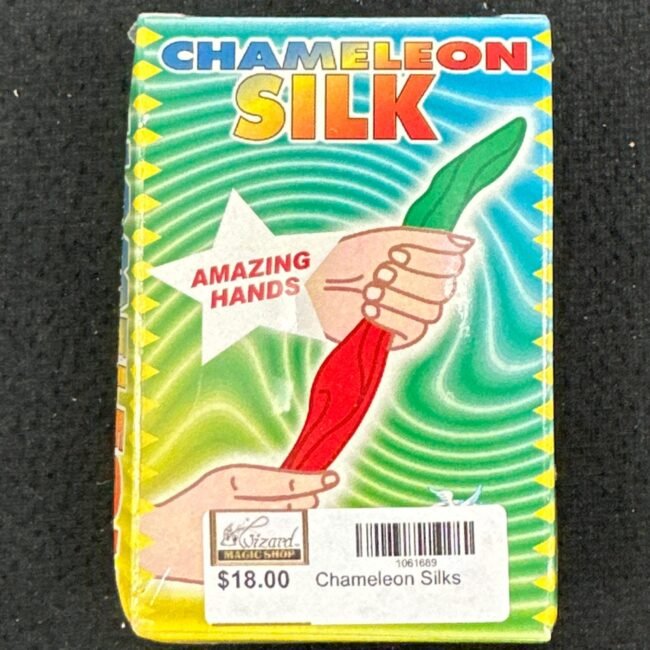 CHAMELEON
SILK
AMAZING
HANDS
Wizard
MAGIC SHOP
1061689
$18.00 Chameleon Silks